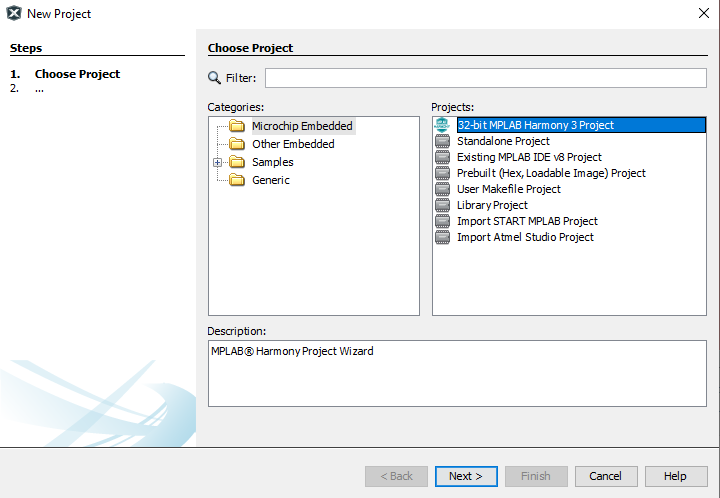 New Project
Steps
1. Choose Project
2. ...
Choose Project
Filter:
Categories:
Microchip Embedded
Other Embedded
Samples
Generic
Projects:
32-bit MPLAB Harmony 3 Project
Standalone Project
Existing MPLAB IDE v8 Project
Prebuilt (Hex, Loadable Image) Project
User Makefile Project
Library Project
Import START MPLAB Project
Import Atmel Studio Project
Description:
MPLAB® Harmony Project Wizard
< Back
Next >
Finish
Cancel
Help